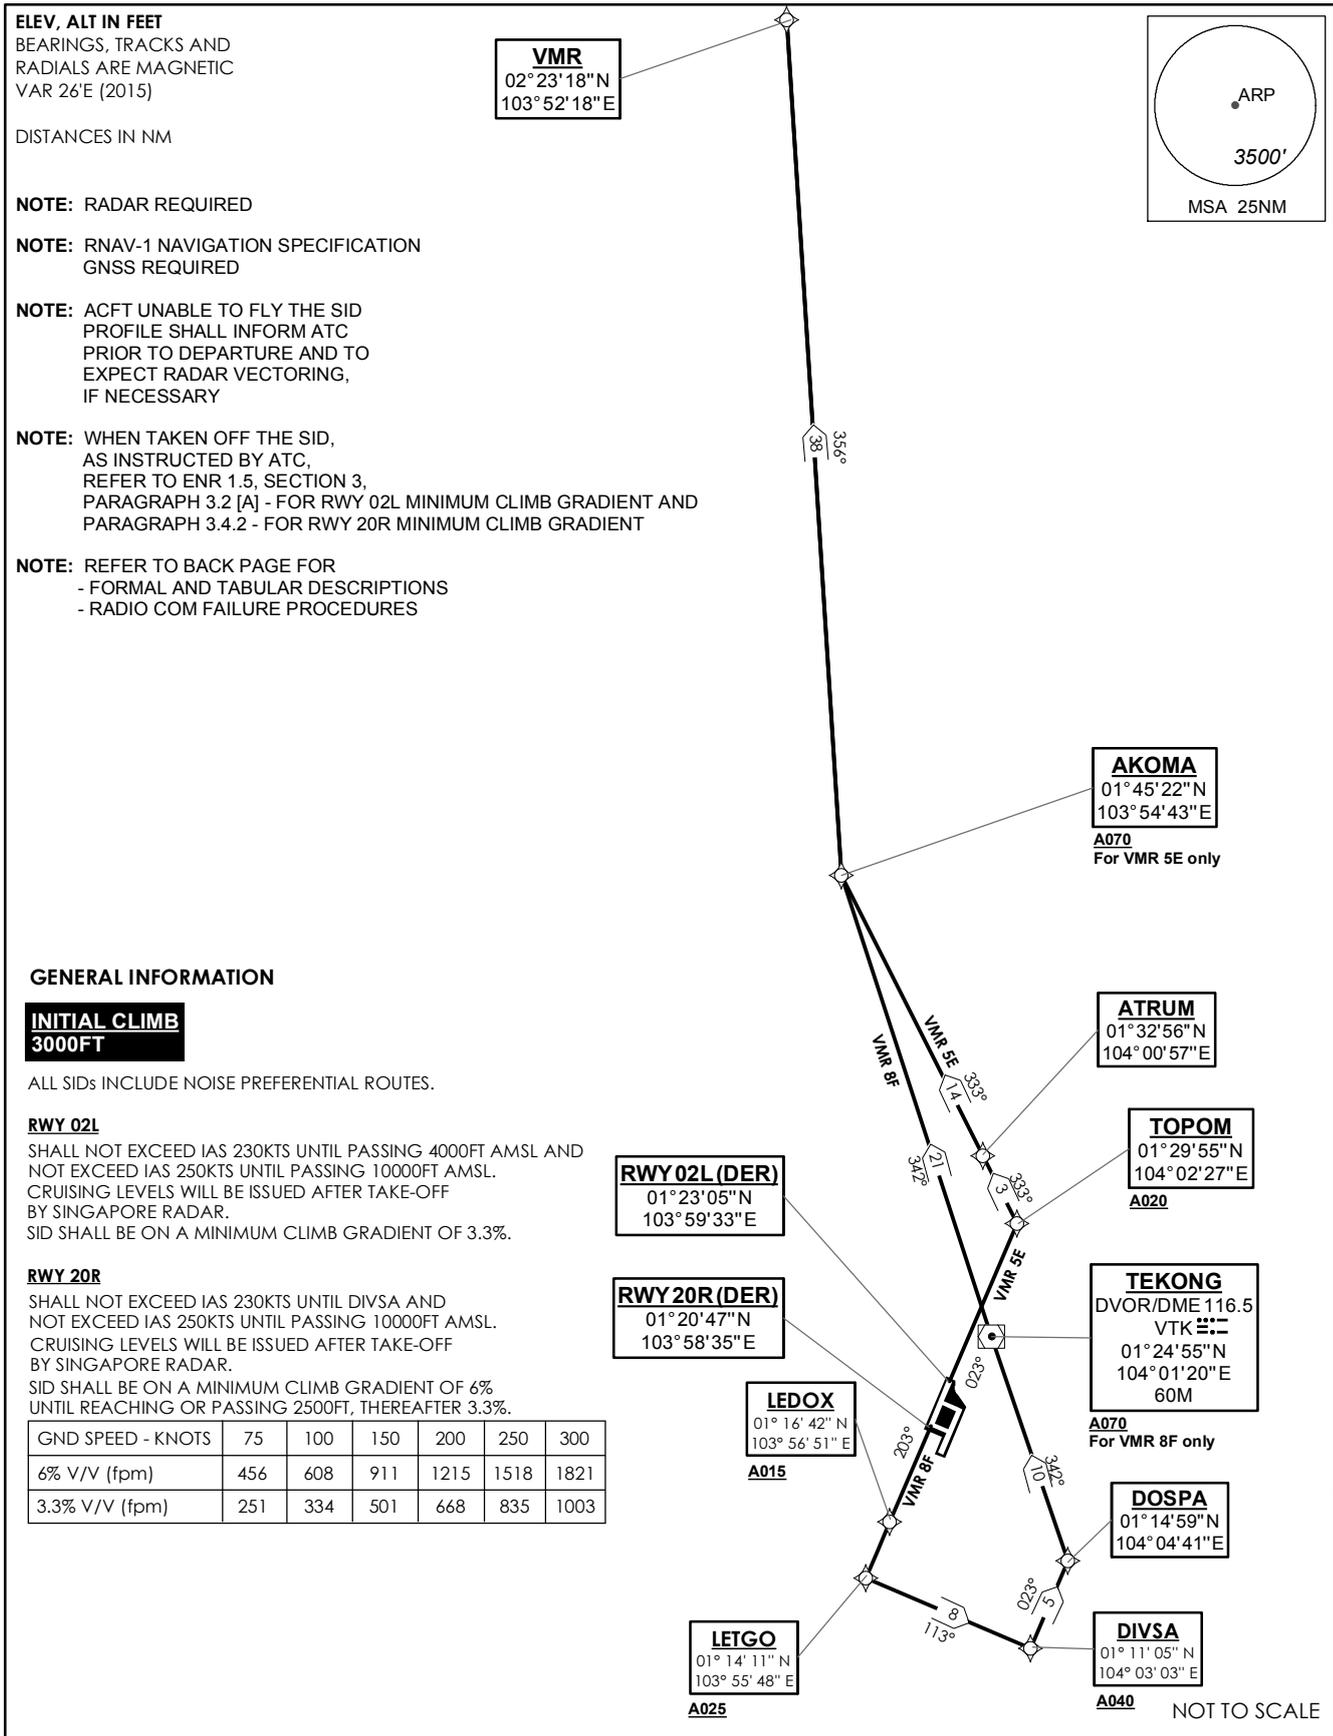 ELEV, ALT IN FEET
BEARINGS, TRACKS AND
RADIALS ARE MAGNETIC
VAR 26'E (2015)
DISTANCES IN NM
NOTE: RADAR REQUIRED
NOTE: RNAV-1 NAVIGATION SPECIFICATION
GNSS REQUIRED
NOTE: ACFT UNABLE TO FLY THE SID
PROFILE SHALL INFORM ATC
PRIOR TO DEPARTURE AND TO
EXPECT RADAR VECTORING,
IF NECESSARY
NOTE: WHEN TAKEN OFF THE SID,
AS INSTRUCTED BY ATC,
REFER TO ENR 1.5, SECTION 3,
PARAGRAPH 3.2 [A] - FOR RWY 02L MINIMUM CLIMB GRADIENT AND
PARAGRAPH 3.4.2 - FOR RWY 20R MINIMUM CLIMB GRADIENT
NOTE: REFER TO BACK PAGE FOR
- FORMAL AND TABULAR DESCRIPTIONS
- RADIO COM FAILURE PROCEDURES
VMR
02°23'18"N
103°52'18"E
ARP
3500'
MSA 25NM
38
356°
AKOMA
01°45'22"N
103°54'43"E
A070
For VMR 5E only
GENERAL INFORMATION
INITIAL CLIMB
3000FT
ALL SIDs INCLUDE NOISE PREFERENTIAL ROUTES.
RWY 02L
SHALL NOT EXCEED IAS 230KTS UNTIL PASSING 4000FT AMSL AND
NOT EXCEED IAS 250KTS UNTIL PASSING 10000FT AMSL.
CRUISING LEVELS WILL BE ISSUED AFTER TAKE-OFF
BY SINGAPORE RADAR.
SID SHALL BE ON A MINIMUM CLIMB GRADIENT OF 3.3%.
RWY 20R
SHALL NOT EXCEED IAS 230KTS UNTIL DIVSA AND
NOT EXCEED IAS 250KTS UNTIL PASSING 10000FT AMSL.
CRUISING LEVELS WILL BE ISSUED AFTER TAKE-OFF
BY SINGAPORE RADAR.
SID SHALL BE ON A MINIMUM CLIMB GRADIENT OF 6%
UNTIL REACHING OR PASSING 2500FT, THEREAFTER 3.3%.
GND SPEED - KNOTS 75 100 150 200 250 300
6% V/V (fpm) 456 608 911 1215 1518 1821
3.3% V/V (fpm) 251 334 501 668 835 1003
VMR 5E
VMR 8F
14
333°
21
342°
3
333°
ATRUM
01°32'56"N
104°00'57"E
TOPOM
01°29'55"N
104°02'27"E
A020
RWY 02L (DER)
01°23'05"N
103°59'33"E
RWY 20R (DER)
01°20'47"N
103°58'35"E
VMR 5E
023°
TEKONG
DVOR/DME 116.5
VTK
01°24'55"N
104°01'20"E
60M
A070
For VMR 8F only
LEDOX
01° 16' 42" N
103° 56' 51" E
A015
203°
VMR 8F
10
342°
DOSPA
01°14'59"N
104°04'41"E
5
023°
8
113°
LETGO
01° 14' 11" N
103° 55' 48" E
A025
DIVSA
01° 11' 05" N
104° 03' 03" E
A040
NOT TO SCALE